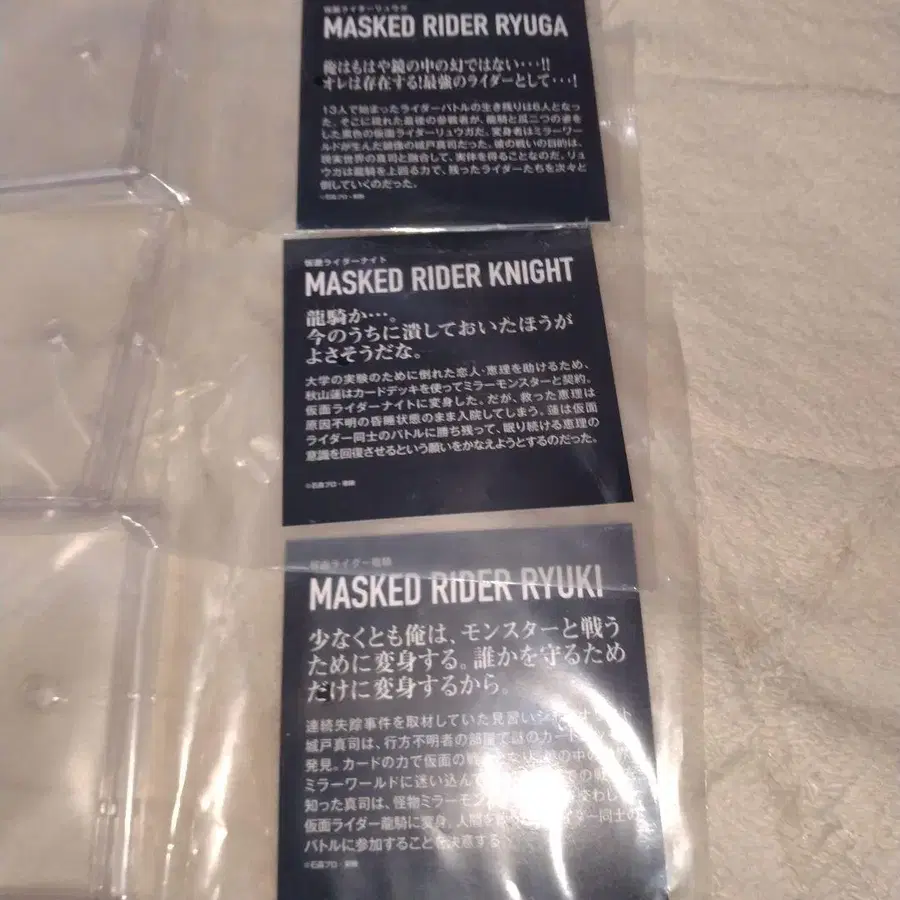 仮面ライダーリュウガ
MASKED RIDER RYUGA
俺はもはや鏡の中の幻ではない・・・!!
オレは存在する!最強のライダーとして・・・!
13人で始まったライダーバトルの生き残りは6人となっ
た。そこに現れた最後の参戦者が、龍騎と瓜二つの姿を
した黒色の仮面ライダーリュウガだ。変身者はミラーワー
ルドが生んだ鏡像の城戸真司だった。彼の戦いの目的は、
現実世界の真司と融合して、実体を得ることなのだ。リュ
ウガは龍騎を上回る力で、残ったライダーたちを次々と
倒していくのだった。
©石森プロ・東映
仮面ライダーナイト
MASKED RIDER KNIGHT
龍騎か・・・。
今のうちに潰しておいたほうが
よさそうだな。
大学の実験のために倒れた恋人・恵理を助けるため、
秋山蓮はカードデッキを使ってミラーモンスターと契約。
仮面ライダーナイトに変身した。だが、救った恵理は
原因不明の昏睡状態のまま入院してしまう。蓮は仮面
ライダー同士のバトルに勝ち残って、眠り続ける恵理の
意識を回復させるという願いをかなえようとするのだった。
©石森プロ・東映
仮面ライダー龍騎
MASKED RIDER RYUKI
少なくとも俺は、モンスターと戦う
ために変身する。誰かを守るため
だけに変身するから。
連続失踪事件を取材していた見習い
城戸真司は、行方不明者の部屋で謎のカード
発見。カードの力で仮面の戦 の中の
ミラーワールドに迷い込んで
知った真司は、怪物ミラーモン 変わし
仮面ライダー龍騎に変身。人間を イダー同士の
バトルに参加することを決意する
©石森プロ・東映